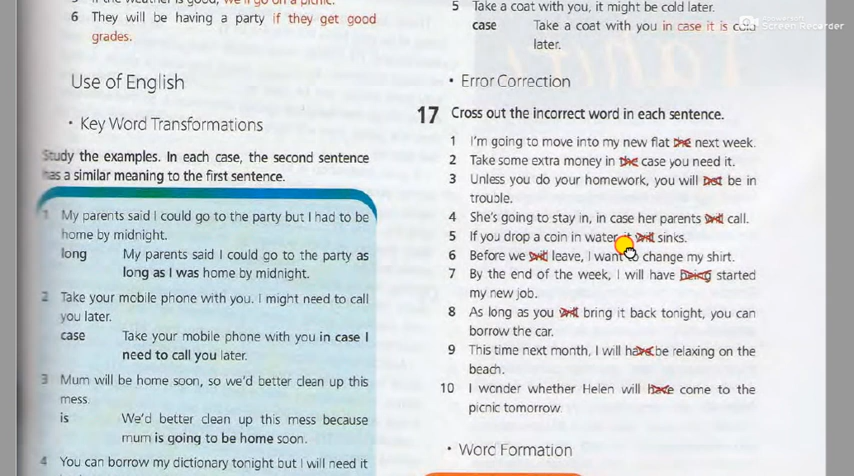 6 They will be having a party if they get good
grades.
Use of English
• Key Word Transformations
Study the examples. In each case, the second sentence
has a similar meaning to the first sentence.
1 My parents said I could go to the party but I had to be
home by midnight.
long My parents said I could go to the party as
long as I was home by midnight.
2 Take your mobile phone with you. I might need to call
you later.
case Take your mobile phone with you in case I
need to call you later.
3 Mum will be home soon, so we'd better clean up this
mess.
is We'd better clean up this mess because
mum is going to be home soon.
4 You can borrow my dictionary tonight but I will need it
5 Take a coat with you, it might be cold later.
case Take a coat with you in case it is cold
later.
Screen Recorder
• Error Correction
17 Cross out the incorrect word in each sentence.
1 I'm going to move into my new flat the next week.
2 Take some extra money in the case you need it.
3 Unless you do your homework, you will not be in
trouble.
4 She's going to stay in, in case her parents will call.
5 If you drop a coin in water it will sinks.
6 Before we will leave, I want to change my shirt.
7 By the end of the week, I will have being started
my new job.
8 As long as you will bring it back tonight, you can
borrow the car.
9 This time next month, I will have be relaxing on the
beach.
10 I wonder whether Helen will have come to the
picnic tomorrow.
• Word Formation